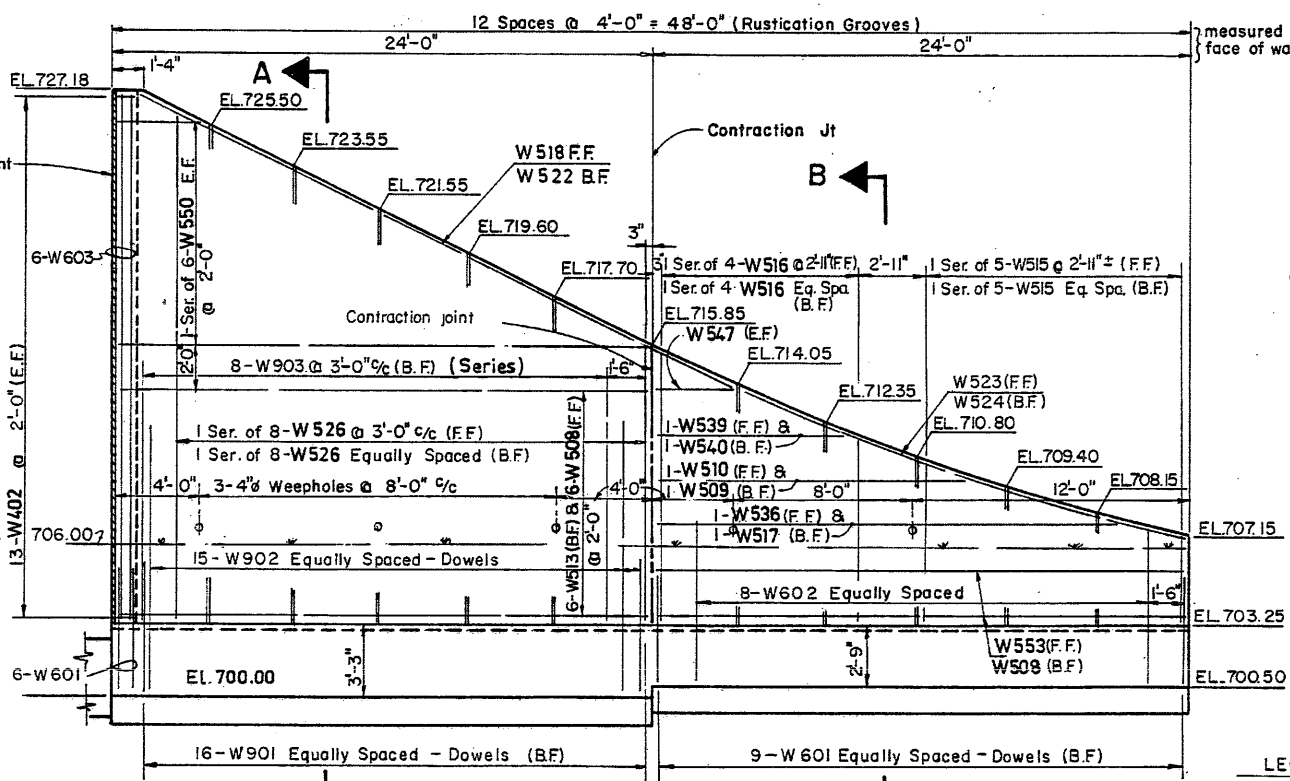 12 Spaces @ 4'-0" = 48'-0" (Rustication Grooves)
measured
face of wa
24'-0"
24'-0"
1'-4"
A
EL.727.18
EL.725.50
EL.723.55
Contraction Jt
W518 F.F.
W522 B.F.
B
EL.721.55
EL.719.60
nt
6-W603
1-Ser. of 6-W550 E.F.
@ 2'-0"
3"
EL.717.70
3"
1 Ser. of 4-W516 @ 2'-11" (F.F.)
2'-11"
1 Ser. of 5-W515 @ 2'-11"± (F.F.)
1 Ser. of 4-W516 Eq. Spa.
(B.F.)
1 Ser. of 5-W515 Eq. Spa. (B.F.)
Contraction joint
EL.715.85
W547 (E.F.)
2'-0"
8-W903 @ 3'-0" c/c (B.F.) (Series)
1'-6"
EL.714.05
EL.712.35
W523 (F.F.)
W524 (B.F.)
EL.710.80
13-W402 @ 2'-0" (E.F.)
1 Ser. of 8-W526 @ 3'-0" c/c (F.F)
1 Ser. of 8-W526 Equally Spaced (B.F)
6-W513 (B.F.) & 6-W508 (F.F)
@ 2'-0"
1-W539 (F.F.) &
1-W540 (B.F.)
1-W510 (F.F) &
1-W509 (B.F.)
EL.709.40
EL.708.15
4'-0"
3-4"ø Weepholes @ 8'-0" c/c
4'-0"
8'-0"
12'-0"
1-W536 (F.F.) &
1-W517 (B.F.)
706.00
EL.707.15
15-W902 Equally Spaced-Dowels
8-W602 Equally Spaced
1'-6"
EL.703.25
W553 (F.F.)
W508 (B.F.)
6-W601
EL.700.00
3'-3"
2'-9"
EL.700.50
16-W901 Equally Spaced - Dowels (B.F)
9-W601 Equally Spaced-Dowels (B.F.)
LE